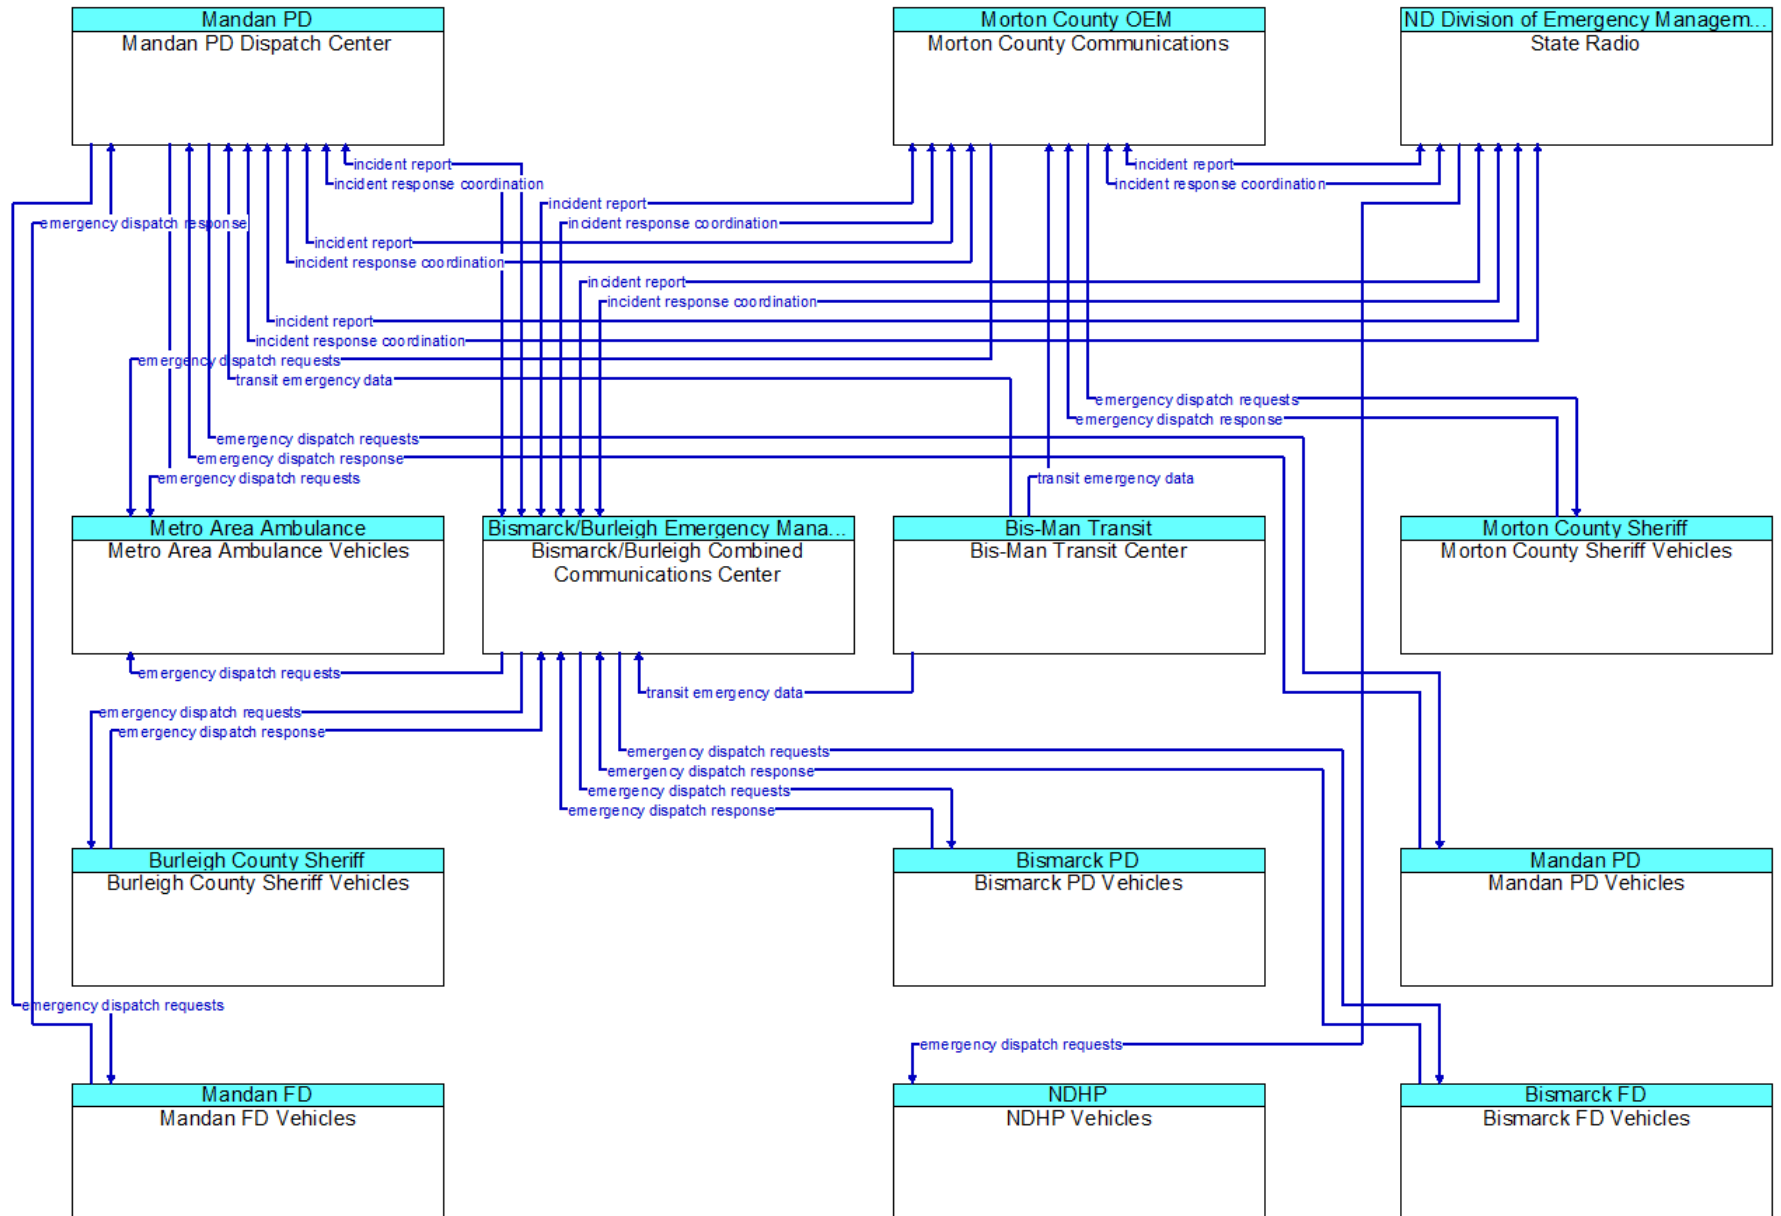 Mandan PD
Mandan PD Dispatch Center
Morton County OEM
Morton County Communications
ND Division of Emergency Managem...
State Radio
incident report
incident response coordination
incident report
incident response coordination
incident report
incident response coordination
emergency dispatch response
incident report
incident response coordination
incident report
incident response coordination
incident report
incident response coordination
emergency dispatch requests
transit emergency data
emergency dispatch requests
emergency dispatch response
emergency dispatch requests
emergency dispatch response
emergency dispatch requests
transit emergency data
Metro Area Ambulance
Metro Area Ambulance Vehicles
Bismarck/Burleigh Emergency Mana...
Bismarck/Burleigh Combined
Communications Center
Bis-Man Transit
Bis-Man Transit Center
Morton County Sheriff
Morton County Sheriff Vehicles
emergency dispatch requests
transit emergency data
emergency dispatch requests
emergency dispatch response
emergency dispatch requests
emergency dispatch response
emergency dispatch requests
emergency dispatch response
Burleigh County Sheriff
Burleigh County Sheriff Vehicles
Bismarck PD
Bismarck PD Vehicles
Mandan PD
Mandan PD Vehicles
emergency dispatch requests
emergency dispatch requests
Mandan FD
Mandan FD Vehicles
NDHP
NDHP Vehicles
Bismarck FD
Bismarck FD Vehicles